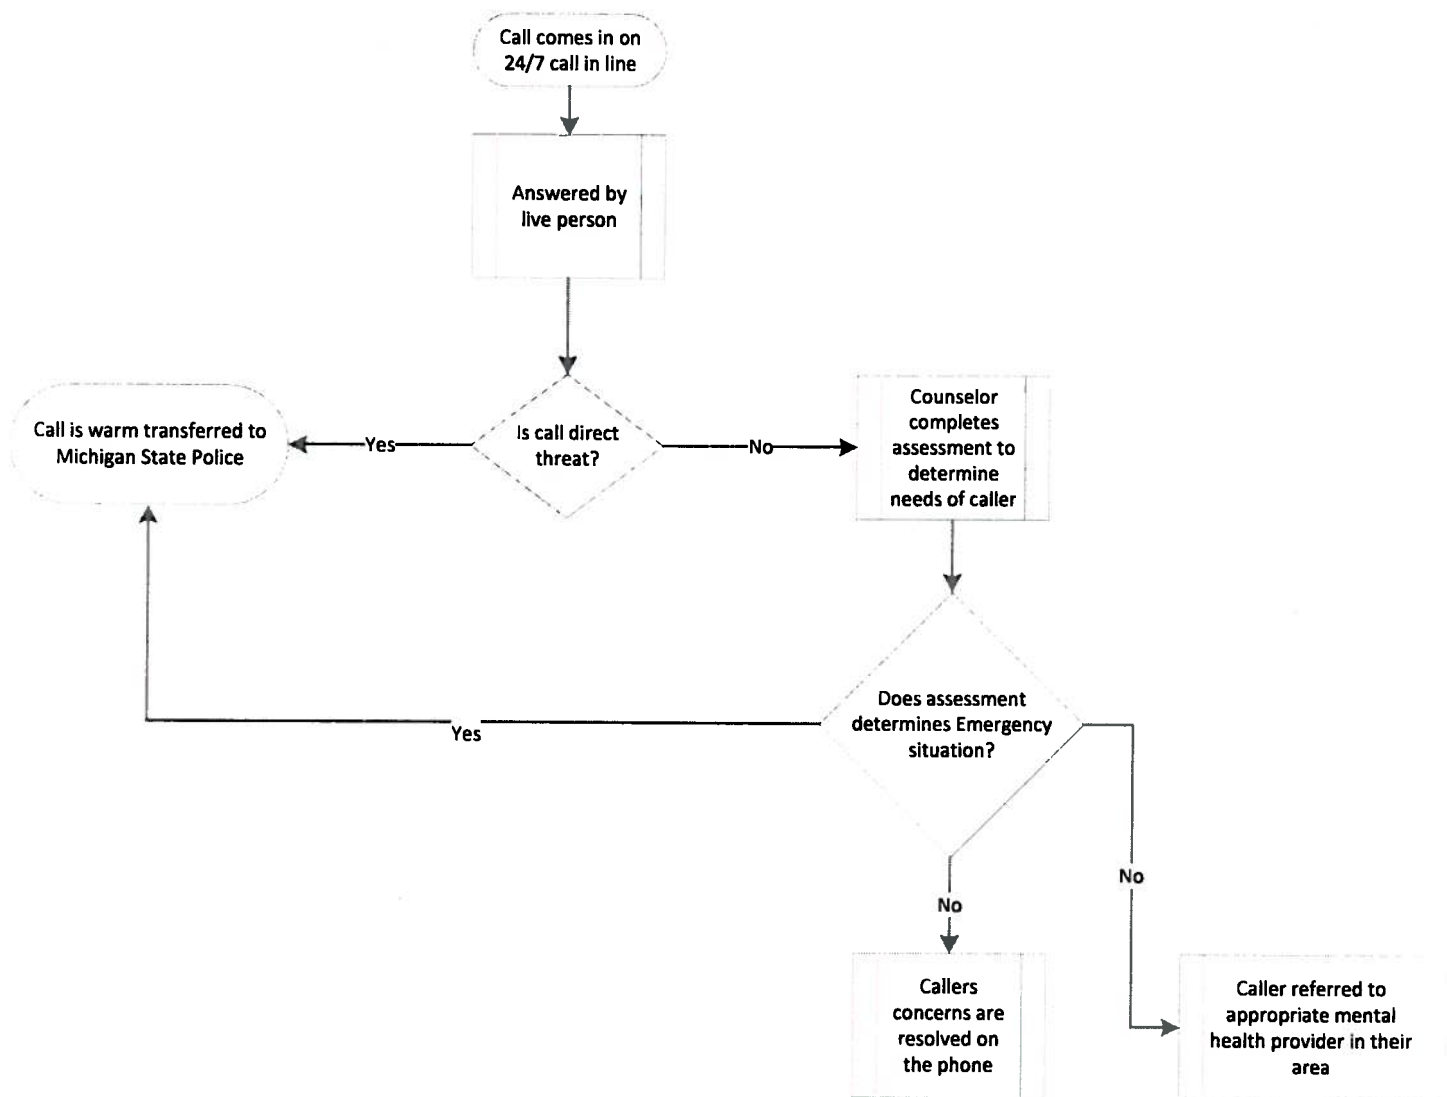 Call comes in on
24/7 call in line
Answered by
live person
Is call direct
threat?
Yes
Call is warm transferred to
Michigan State Police
No
Counselor
completes
assessment to
determine
needs of caller
Does assessment
determines Emergency
situation?
Yes
No
No
Callers
concerns are
resolved on
the phone
Caller referred to
appropriate mental
health provider in their
area